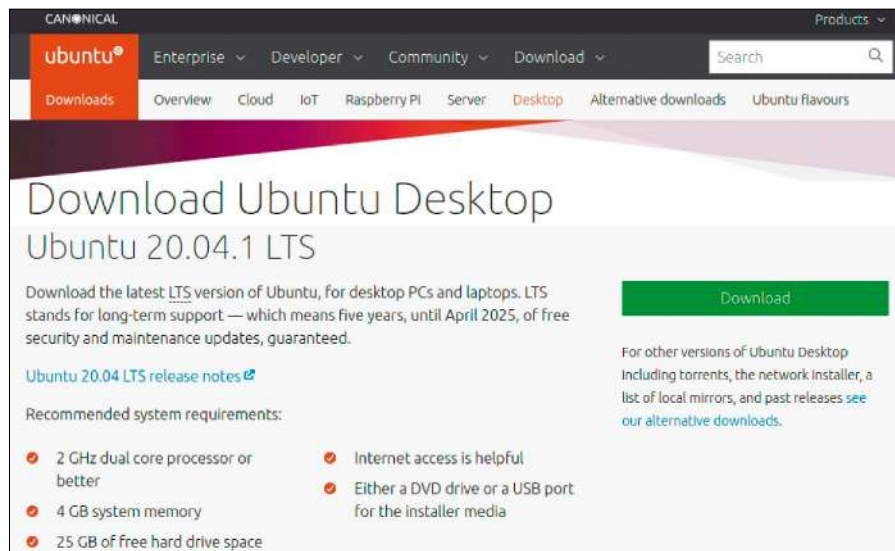 CANONICAL
Products
ubuntu
Enterprise
Developer
Community
Download
Search
Downloads
Overview
Cloud
IoT
Raspberry Pi
Server
Desktop
Alternative downloads
Ubuntu flavours
Download Ubuntu Desktop
Ubuntu 20.04.1 LTS
Download the latest LTS version of Ubuntu, for desktop PCs and laptops. LTS
stands for long-term support — which means five years, until April 2025, of free
security and maintenance updates, guaranteed.
Ubuntu 20.04 LTS release notes
Recommended system requirements:
2 GHz dual core processor or
better
4 GB system memory
25 GB of free hard drive space
Internet access is helpful
Either a DVD drive or a USB port
for the installer media
Download
For other versions of Ubuntu Desktop
including torrents, the network installer, a
list of local mirrors, and past releases see
our alternative downloads.